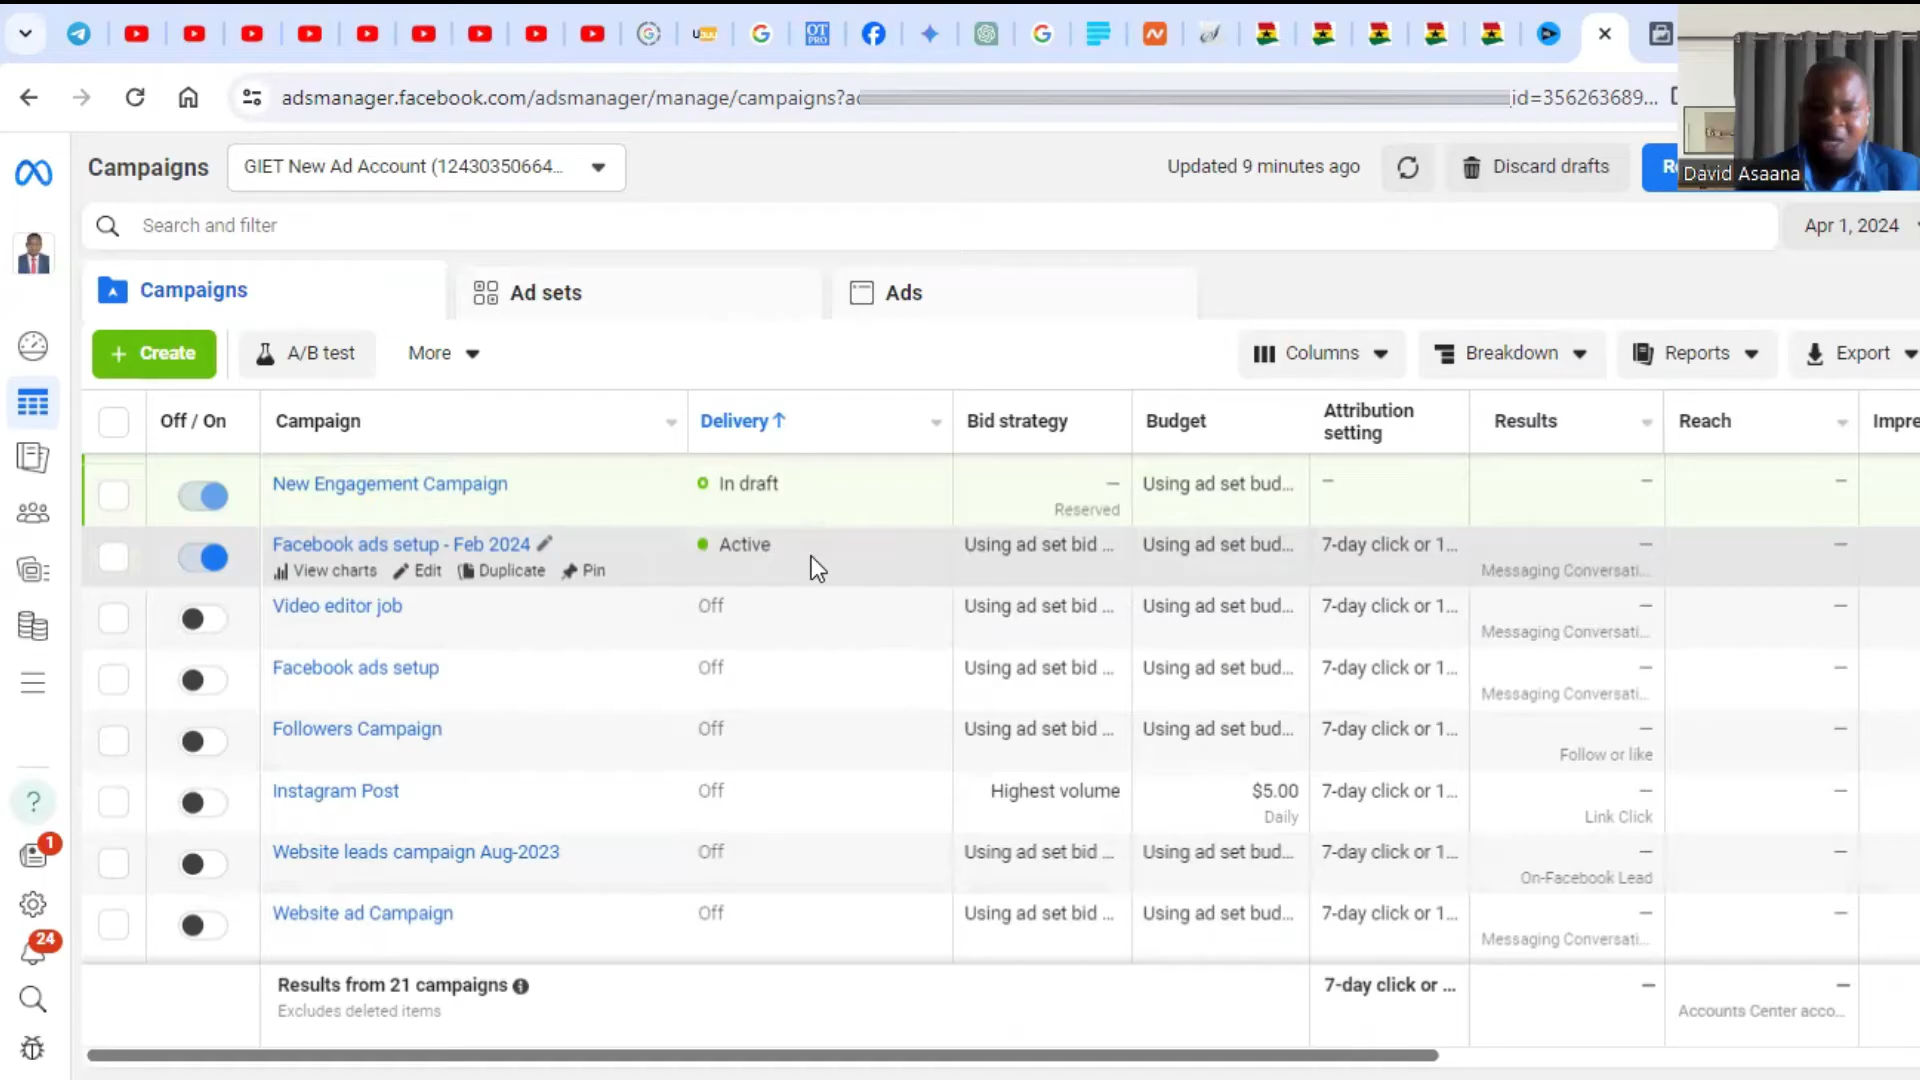 adsmanager.facebook.com/adsmanager/manage/campaigns?a
id=356263689...
Campaigns
GIET New Ad Account (12430350664...
Updated 9 minutes ago
Discard drafts
David Asaana
Search and filter
Apr 1, 2024
Campaigns
Ad sets
Ads
+ Create
A/B test
More
Columns
Breakdown
Reports
Export
Off / On
Campaign
Delivery ↑
Bid strategy
Budget
Attribution
setting
Results
Reach
Impre
New Engagement Campaign
In draft
—
Reserved
Using ad set bud...
—
—
—
Facebook ads setup - Feb 2024
View charts
Edit
Duplicate
Pin
Active
Using ad set bid ...
Using ad set bud...
7-day click or 1...
—
Messaging Conversati...
—
Video editor job
Off
Using ad set bid ...
Using ad set bud...
7-day click or 1...
—
Messaging Conversati...
—
Facebook ads setup
Off
Using ad set bid ...
Using ad set bud...
7-day click or 1...
—
Messaging Conversati...
—
Followers Campaign
Off
Using ad set bid ...
Using ad set bud...
7-day click or 1...
—
Follow or like
—
Instagram Post
Off
Highest volume
$5.00
Daily
7-day click or 1...
—
Link Click
—
Website leads campaign Aug-2023
Off
Using ad set bid ...
Using ad set bud...
7-day click or 1...
—
On-Facebook Lead
—
Website ad Campaign
Off
Using ad set bid ...
Using ad set bud...
7-day click or 1...
—
Messaging Conversati...
—
Results from 21 campaigns
Excludes deleted items
7-day click or ...
—
—
Accounts Center acco...
?
1
24